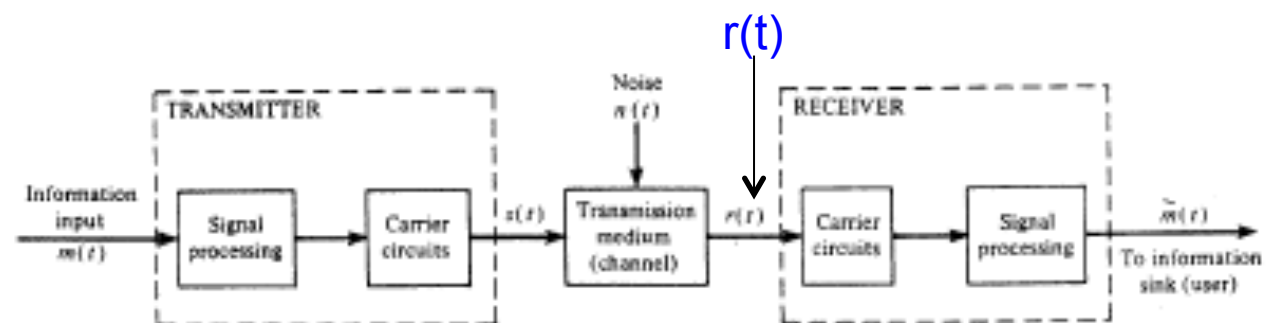 r(t)
TRANSMITTER
Noise
n(t)
RECEIVER
Information
input
m(t)
Signal
processing
Carrier
circuits
s(t)
Transmission
medium
(channel)
r(t)
Carrier
circuits
Signal
processing
m̃(t)
To information
sink (user)